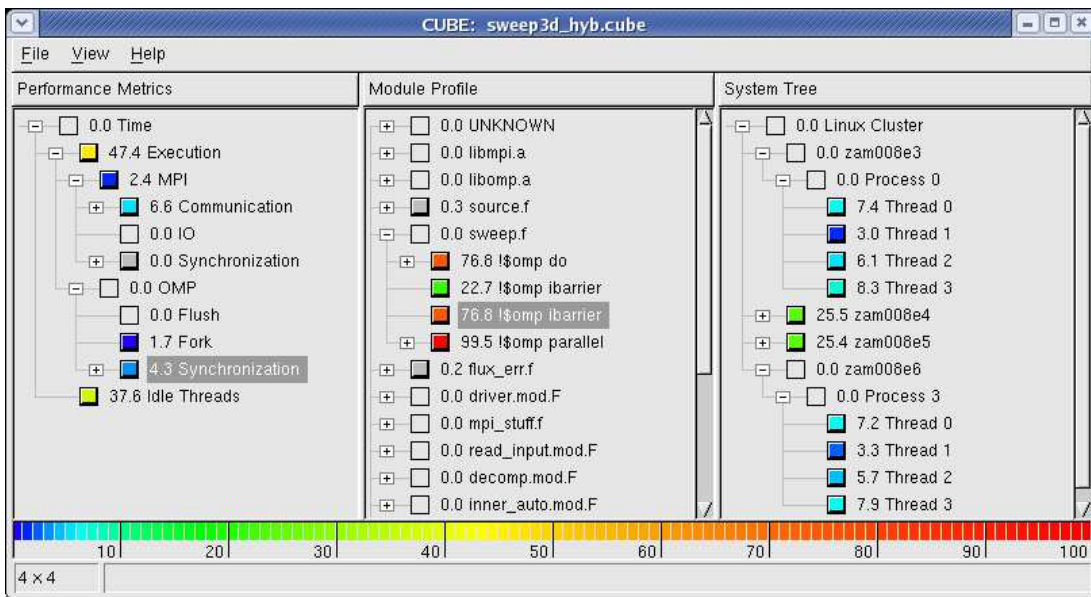 CUBE: sweep3d_hyb.cube
File View Help
Performance Metrics
0.0 Time
47.4 Execution
2.4 MPI
6.6 Communication
0.0 IO
0.0 Synchronization
0.0 OMP
0.0 Flush
1.7 Fork
4.3 Synchronization
37.6 Idle Threads
Module Profile
0.0 UNKNOWN
0.0 libmpi.a
0.0 libomp.a
0.3 source.f
0.0 sweep.f
76.8 !$omp do
22.7 !$omp ibarrier
76.8 !$omp ibarrier
99.5 !$omp parallel
0.2 flux_err.f
0.0 driver.mod.F
0.0 mpi_stuff.f
0.0 read_input.mod.F
0.0 decomp.mod.F
0.0 inner_auto.mod.F
System Tree
0.0 Linux Cluster
0.0 zam008e3
0.0 Process 0
7.4 Thread 0
3.0 Thread 1
6.1 Thread 2
8.3 Thread 3
25.5 zam008e4
25.4 zam008e5
0.0 zam008e6
0.0 Process 3
7.2 Thread 0
3.3 Thread 1
5.7 Thread 2
7.9 Thread 3
10 20 30 40 50 60 70 80 90 100
4 × 4